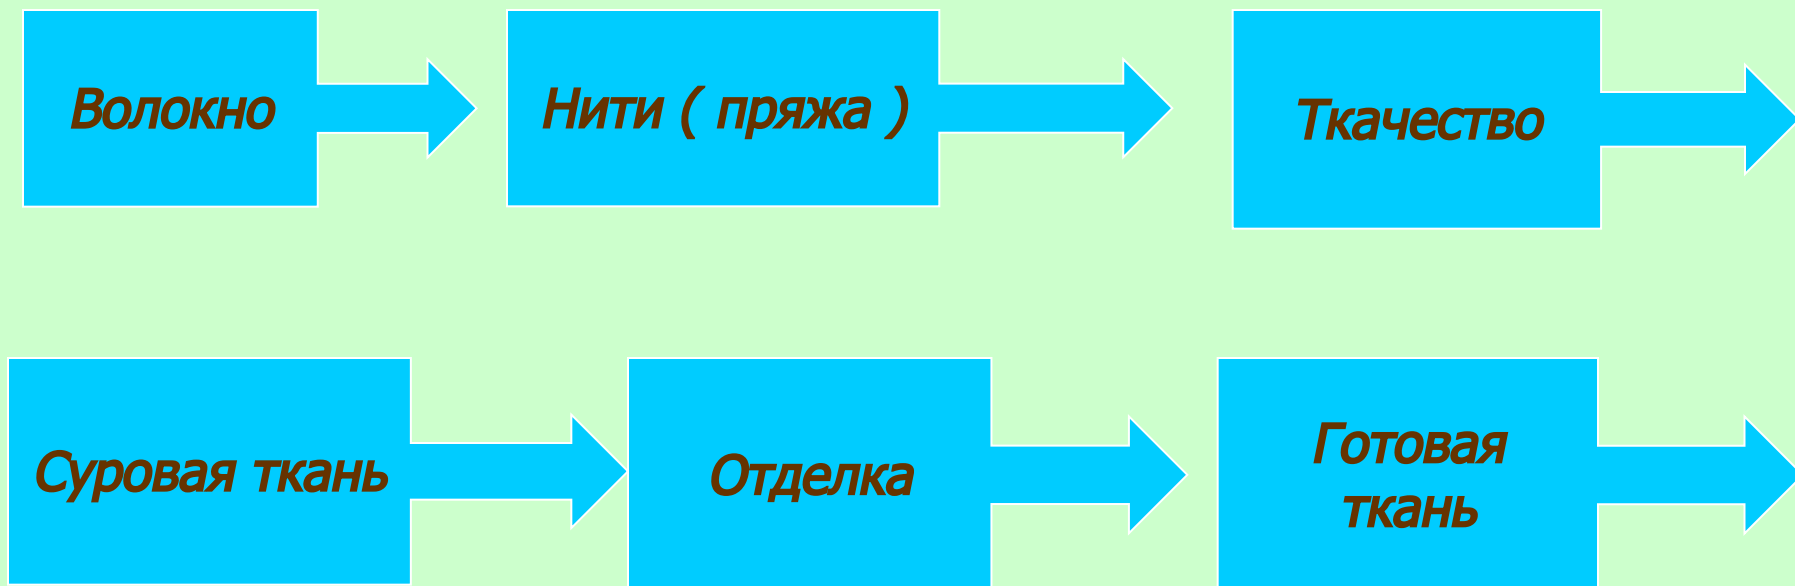 Волокно
Нити ( пряжа )
Ткачество
Суровая ткань
Отделка
Готовая
ткань